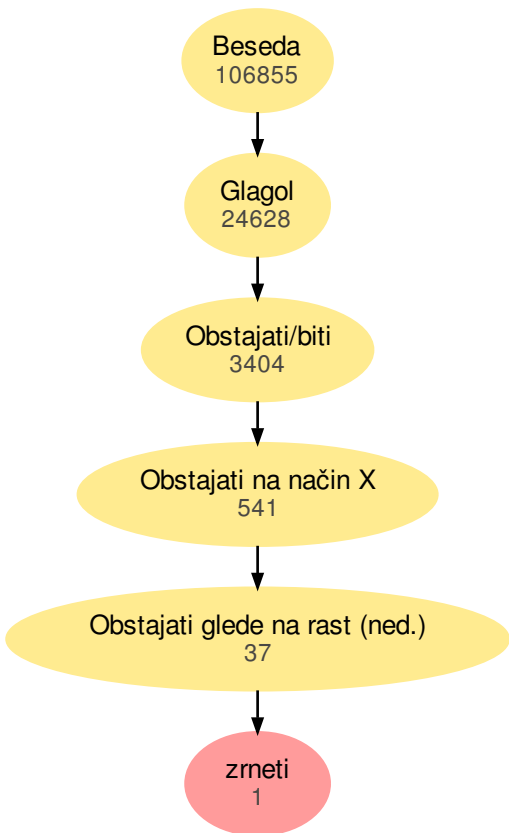 Beseda
106855
Glagol
24628
Obstajati/biti
3404
Obstajati na način X
541
Obstajati glede na rast (ned.)
37
zrneti
1